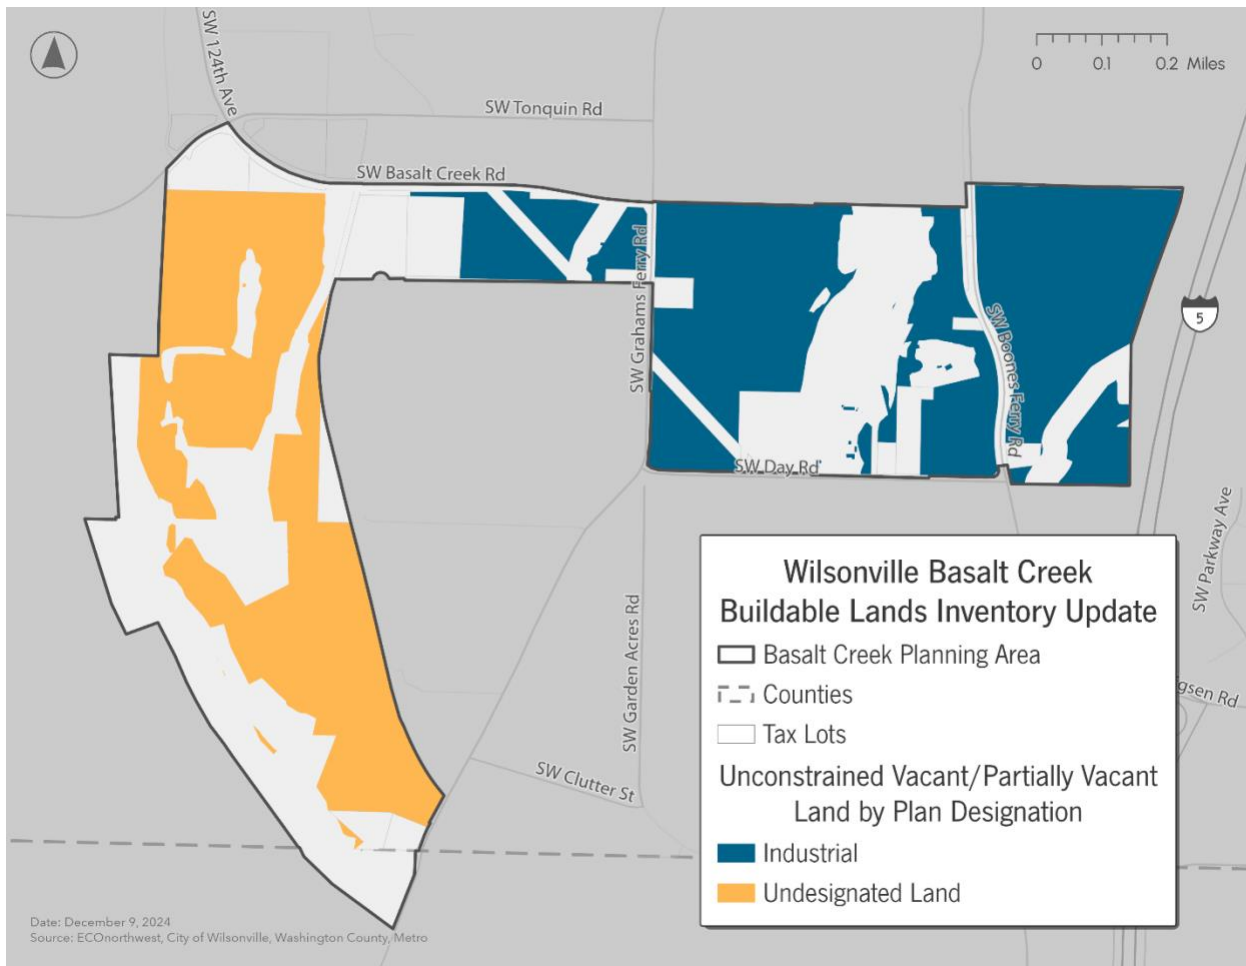 SW 124th Ave
0 0.1 0.2 Miles
SW Tonquin Rd
SW Basalt Creek Rd
SW Grahams Ferry Rd
SW Boones Ferry Rd
5
SW Day Rd
SW Parkway Ave
SW Garden Acres Rd
gsen Rd
SW Clutter St
Wilsonville Basalt Creek
Buildable Lands Inventory Update
Basalt Creek Planning Area
Counties
Tax Lots
Unconstrained Vacant/Partially Vacant
Land by Plan Designation
Industrial
Undesignated Land
Date: December 9, 2024
Source: ECOnorthwest, City of Wilsonville, Washington County, Metro